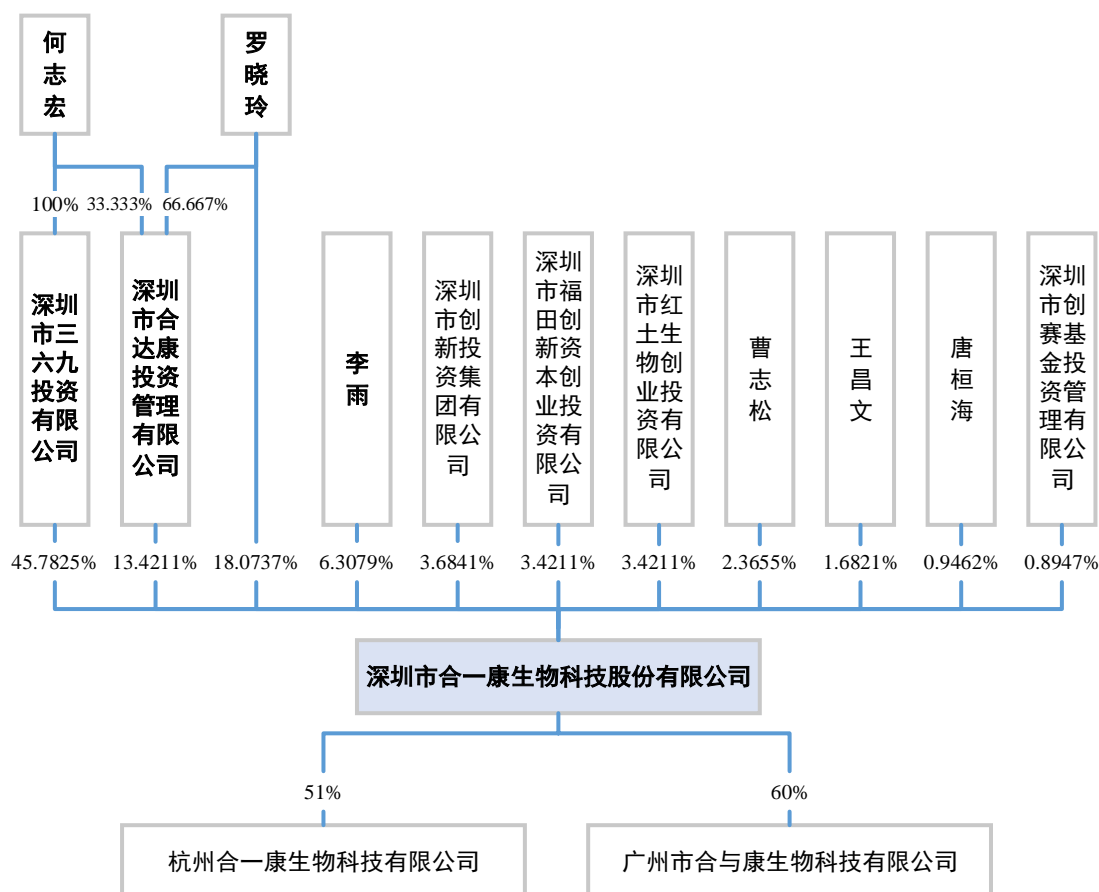 何志宏
罗晓玲
100%
33.333%
66.667%
深圳
市三
六九
投资
有限
公司
深圳
市合
达康
投资
管理
有限
公司
李雨
深圳
市创
新投
资集
团有
限公
司
深圳
市福
田创
新资
本创
业投
资有
限公
司
深圳
市红
土生
物创
业投
资有
限公
司
曹志松
王昌文
唐桓海
深圳
市创
赛基
金投
资管
理有
限公
司
45.7825%
13.4211%
18.0737%
6.3079%
3.6841%
3.4211%
3.4211%
2.3655%
1.6821%
0.9462%
0.8947%
深圳市合一康生物科技股份有限公司
51%
60%
杭州合一康生物科技有限公司
广州市合与康生物科技有限公司